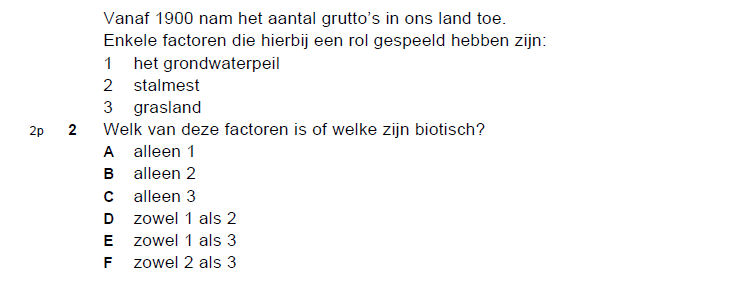 Vanaf 1900 nam het aantal grutto's in ons land toe.
Enkele factoren die hierbij een rol gespeeld hebben zijn:
1 het grondwaterpeil
2 stalmest
3 grasland
2p 2 Welk van deze factoren is of welke zijn biotisch?
A alleen 1
B alleen 2
C alleen 3
D zowel 1 als 2
E zowel 1 als 3
F zowel 2 als 3